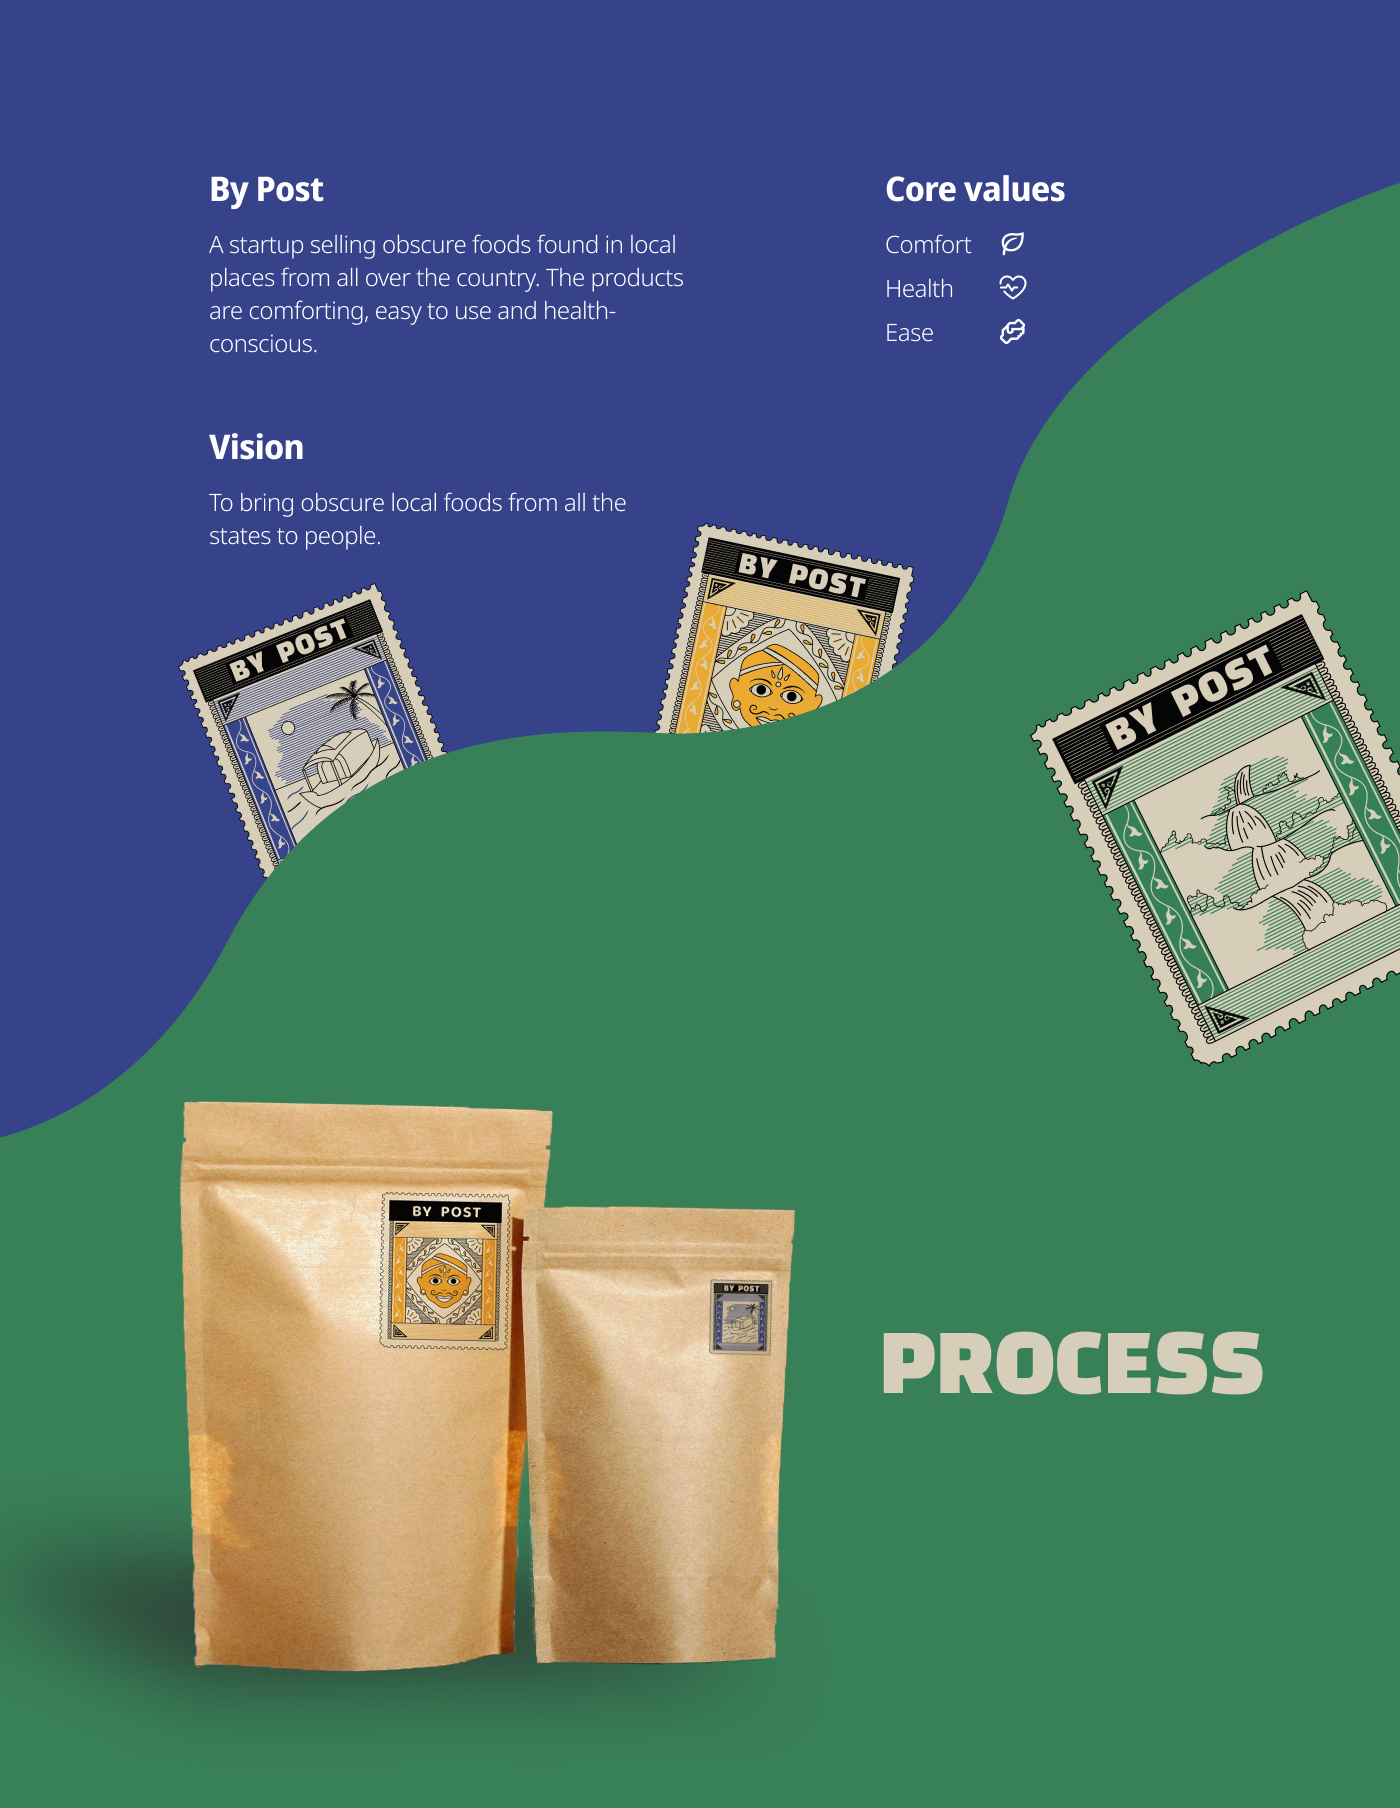 By Post
A startup selling obscure foods found in local
places from all over the country. The products
are comforting, easy to use and health-
conscious.
Core values
Comfort
Health
Ease
Vision
To bring obscure local foods from all the
states to people.
BY POST
BY POST
BY POST
BY POST
BY POST
PROCESS